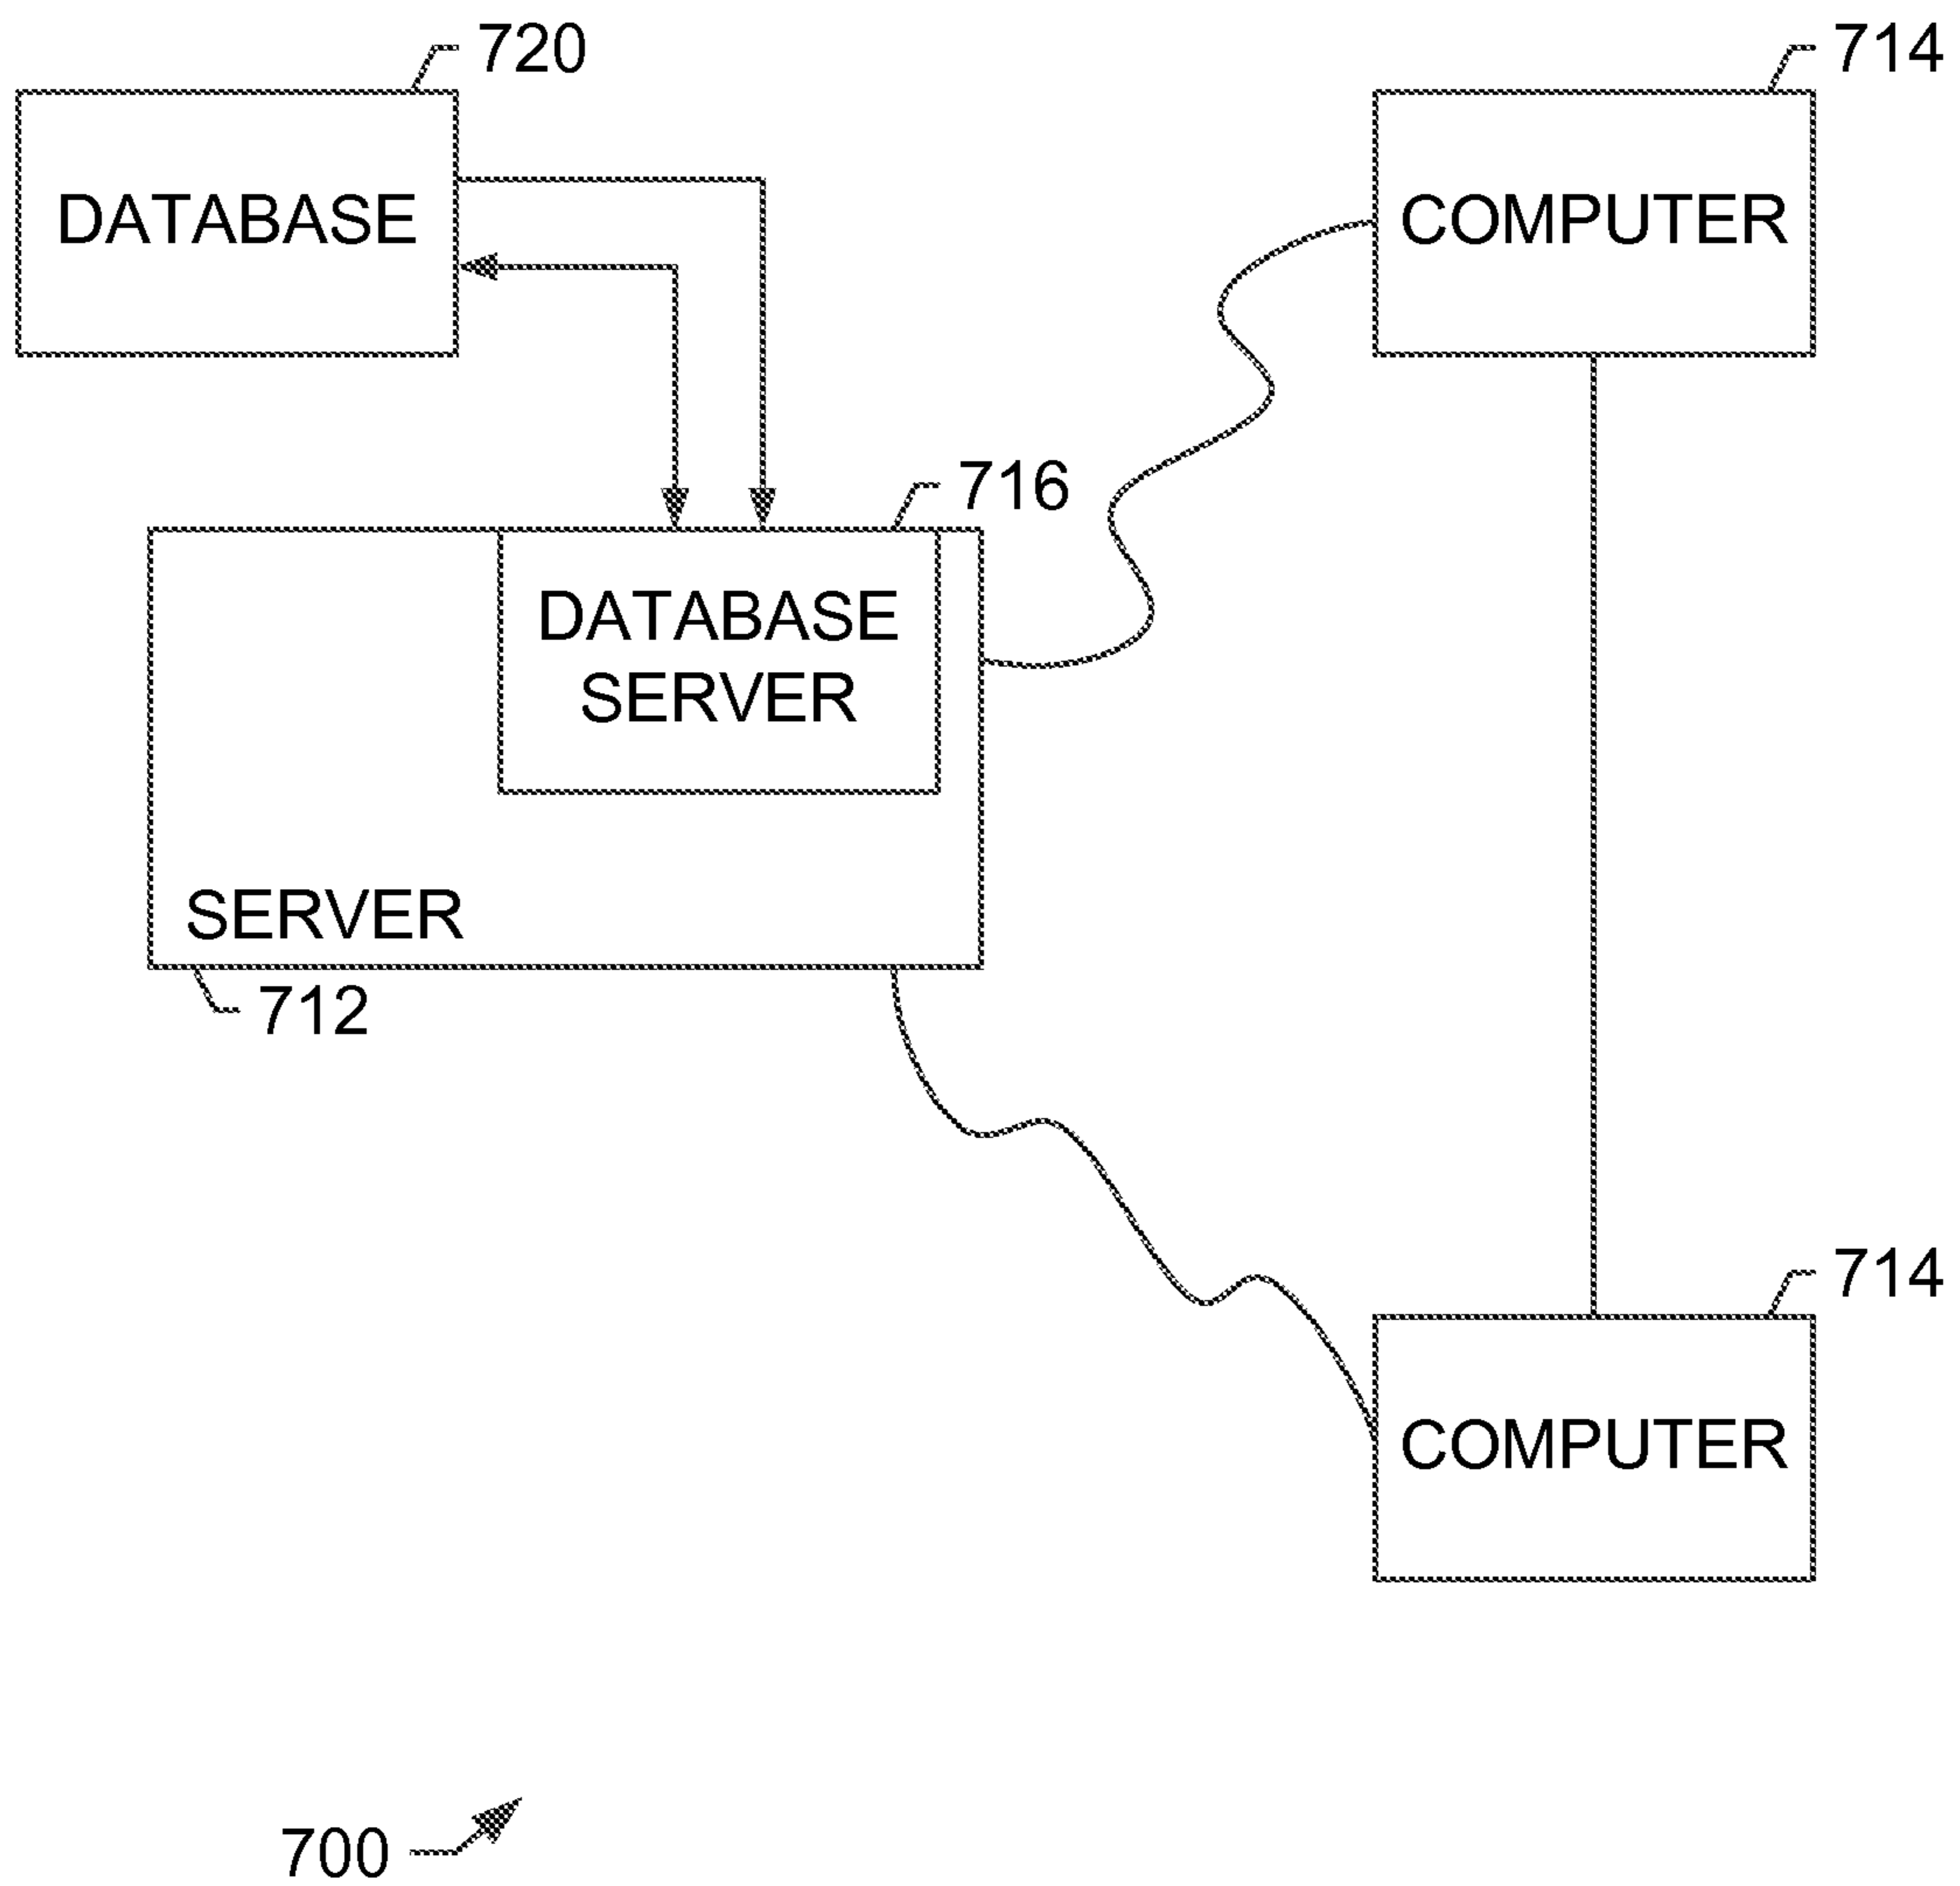 720
714
DATABASE
COMPUTER
716
DATABASE
SERVER
SERVER
712
714
COMPUTER
700